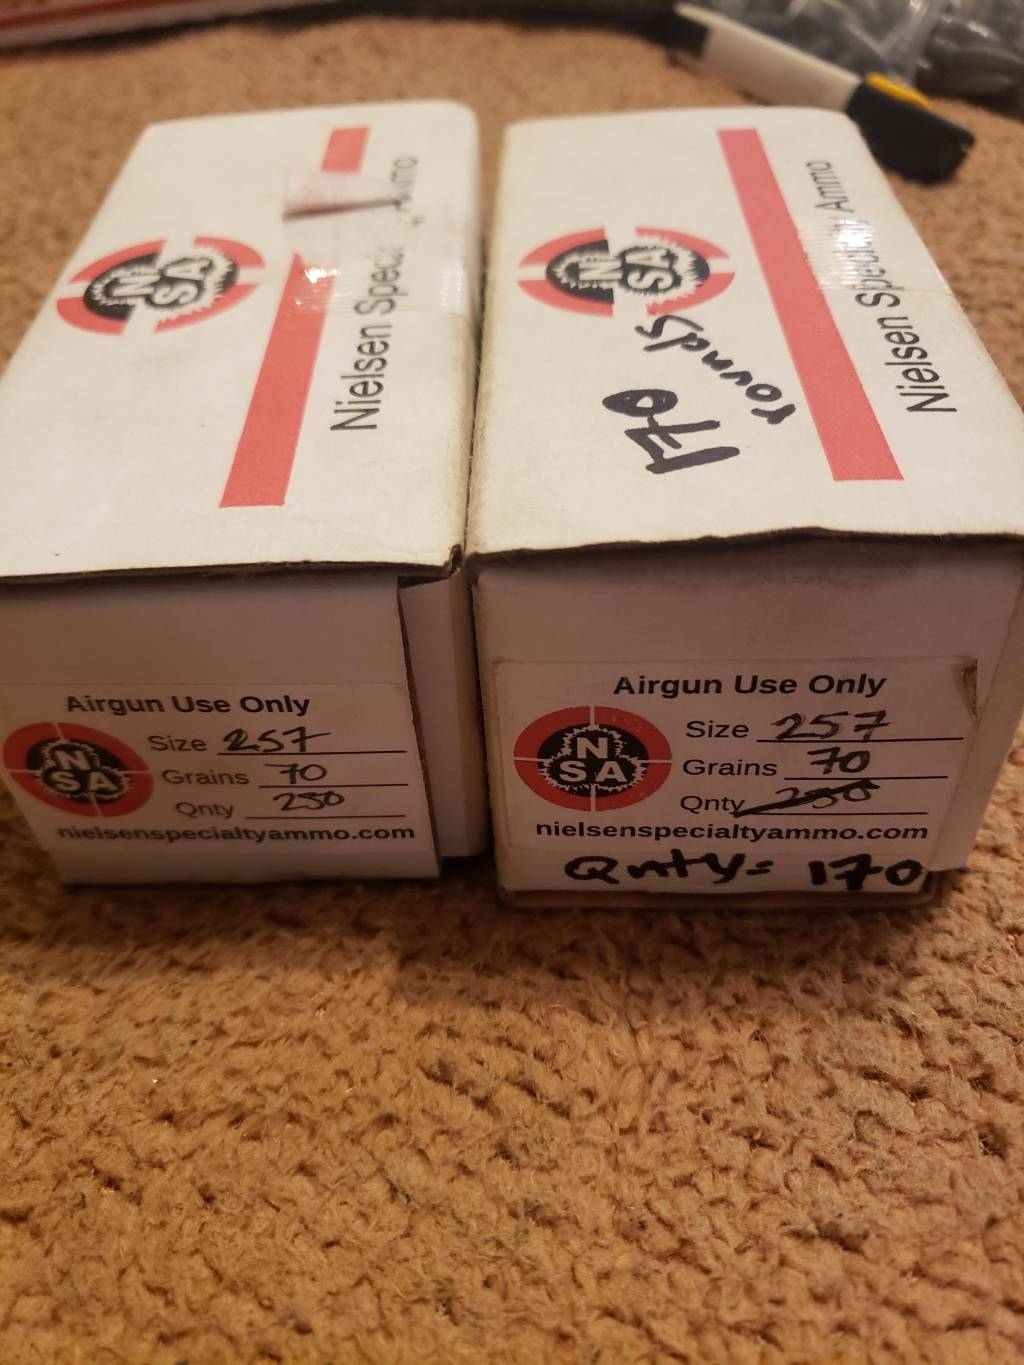 N
SA
Nielsen Speci Ammo
N
SA
Nielsen Specialty Ammo
170
rounds
Airgun Use Only
N
SA
Size 257
Grains 70
Qnty 250
nielsenspecialtyammo.com
Airgun Use Only
N
SA
Size 257
Grains 70
Qnty 250
nielsenspecialtyammo.com
Qnty= 170